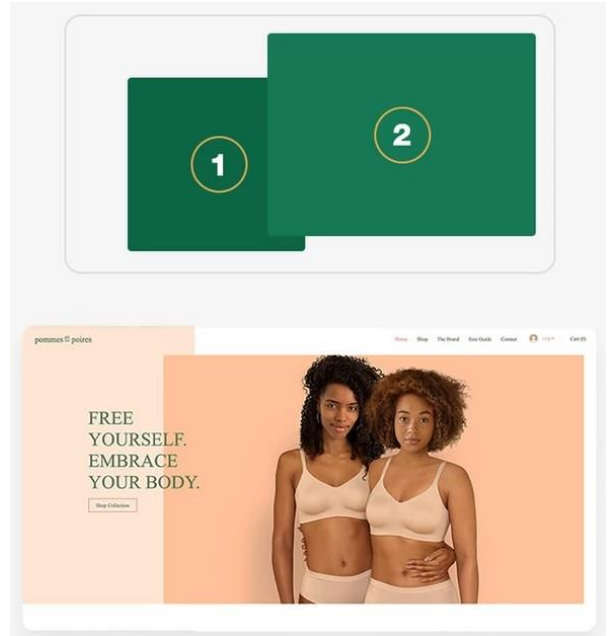 1
2
pommes et poires
Home Shop The Brand Size Guide Contact Log In Cart (0)
FREE
YOURSELF.
EMBRACE
YOUR BODY.
Shop Collection